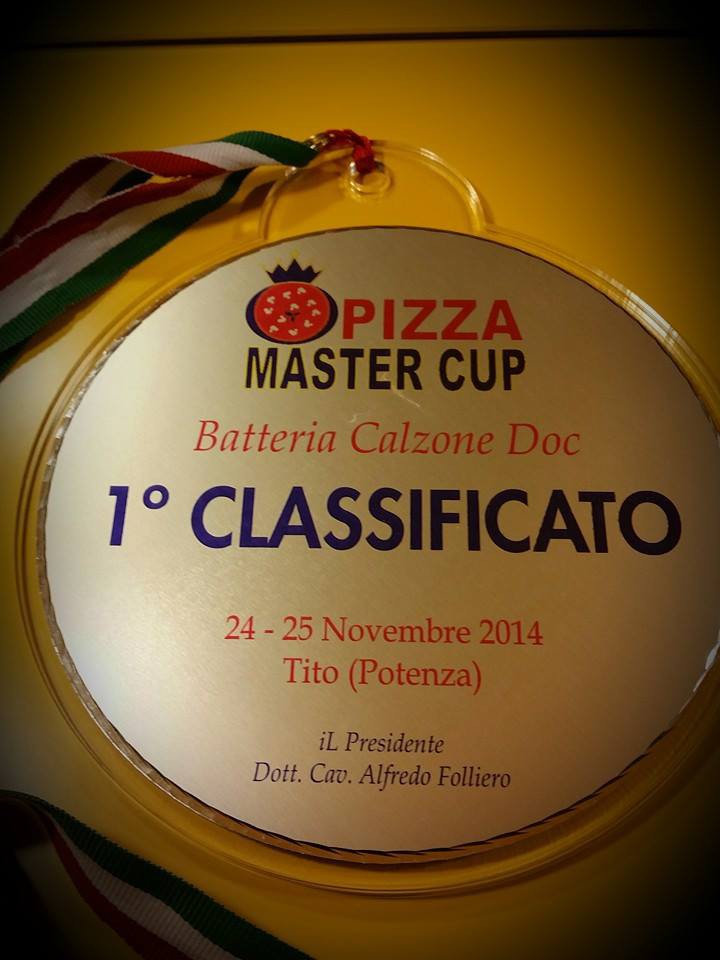 PIZZA
MASTER CUP
Batteria Calzone Doc
1° CLASSIFICATO
24 - 25 Novembre 2014
Tito (Potenza)
iL Presidente
Dott. Cav. Alfredo Folliero